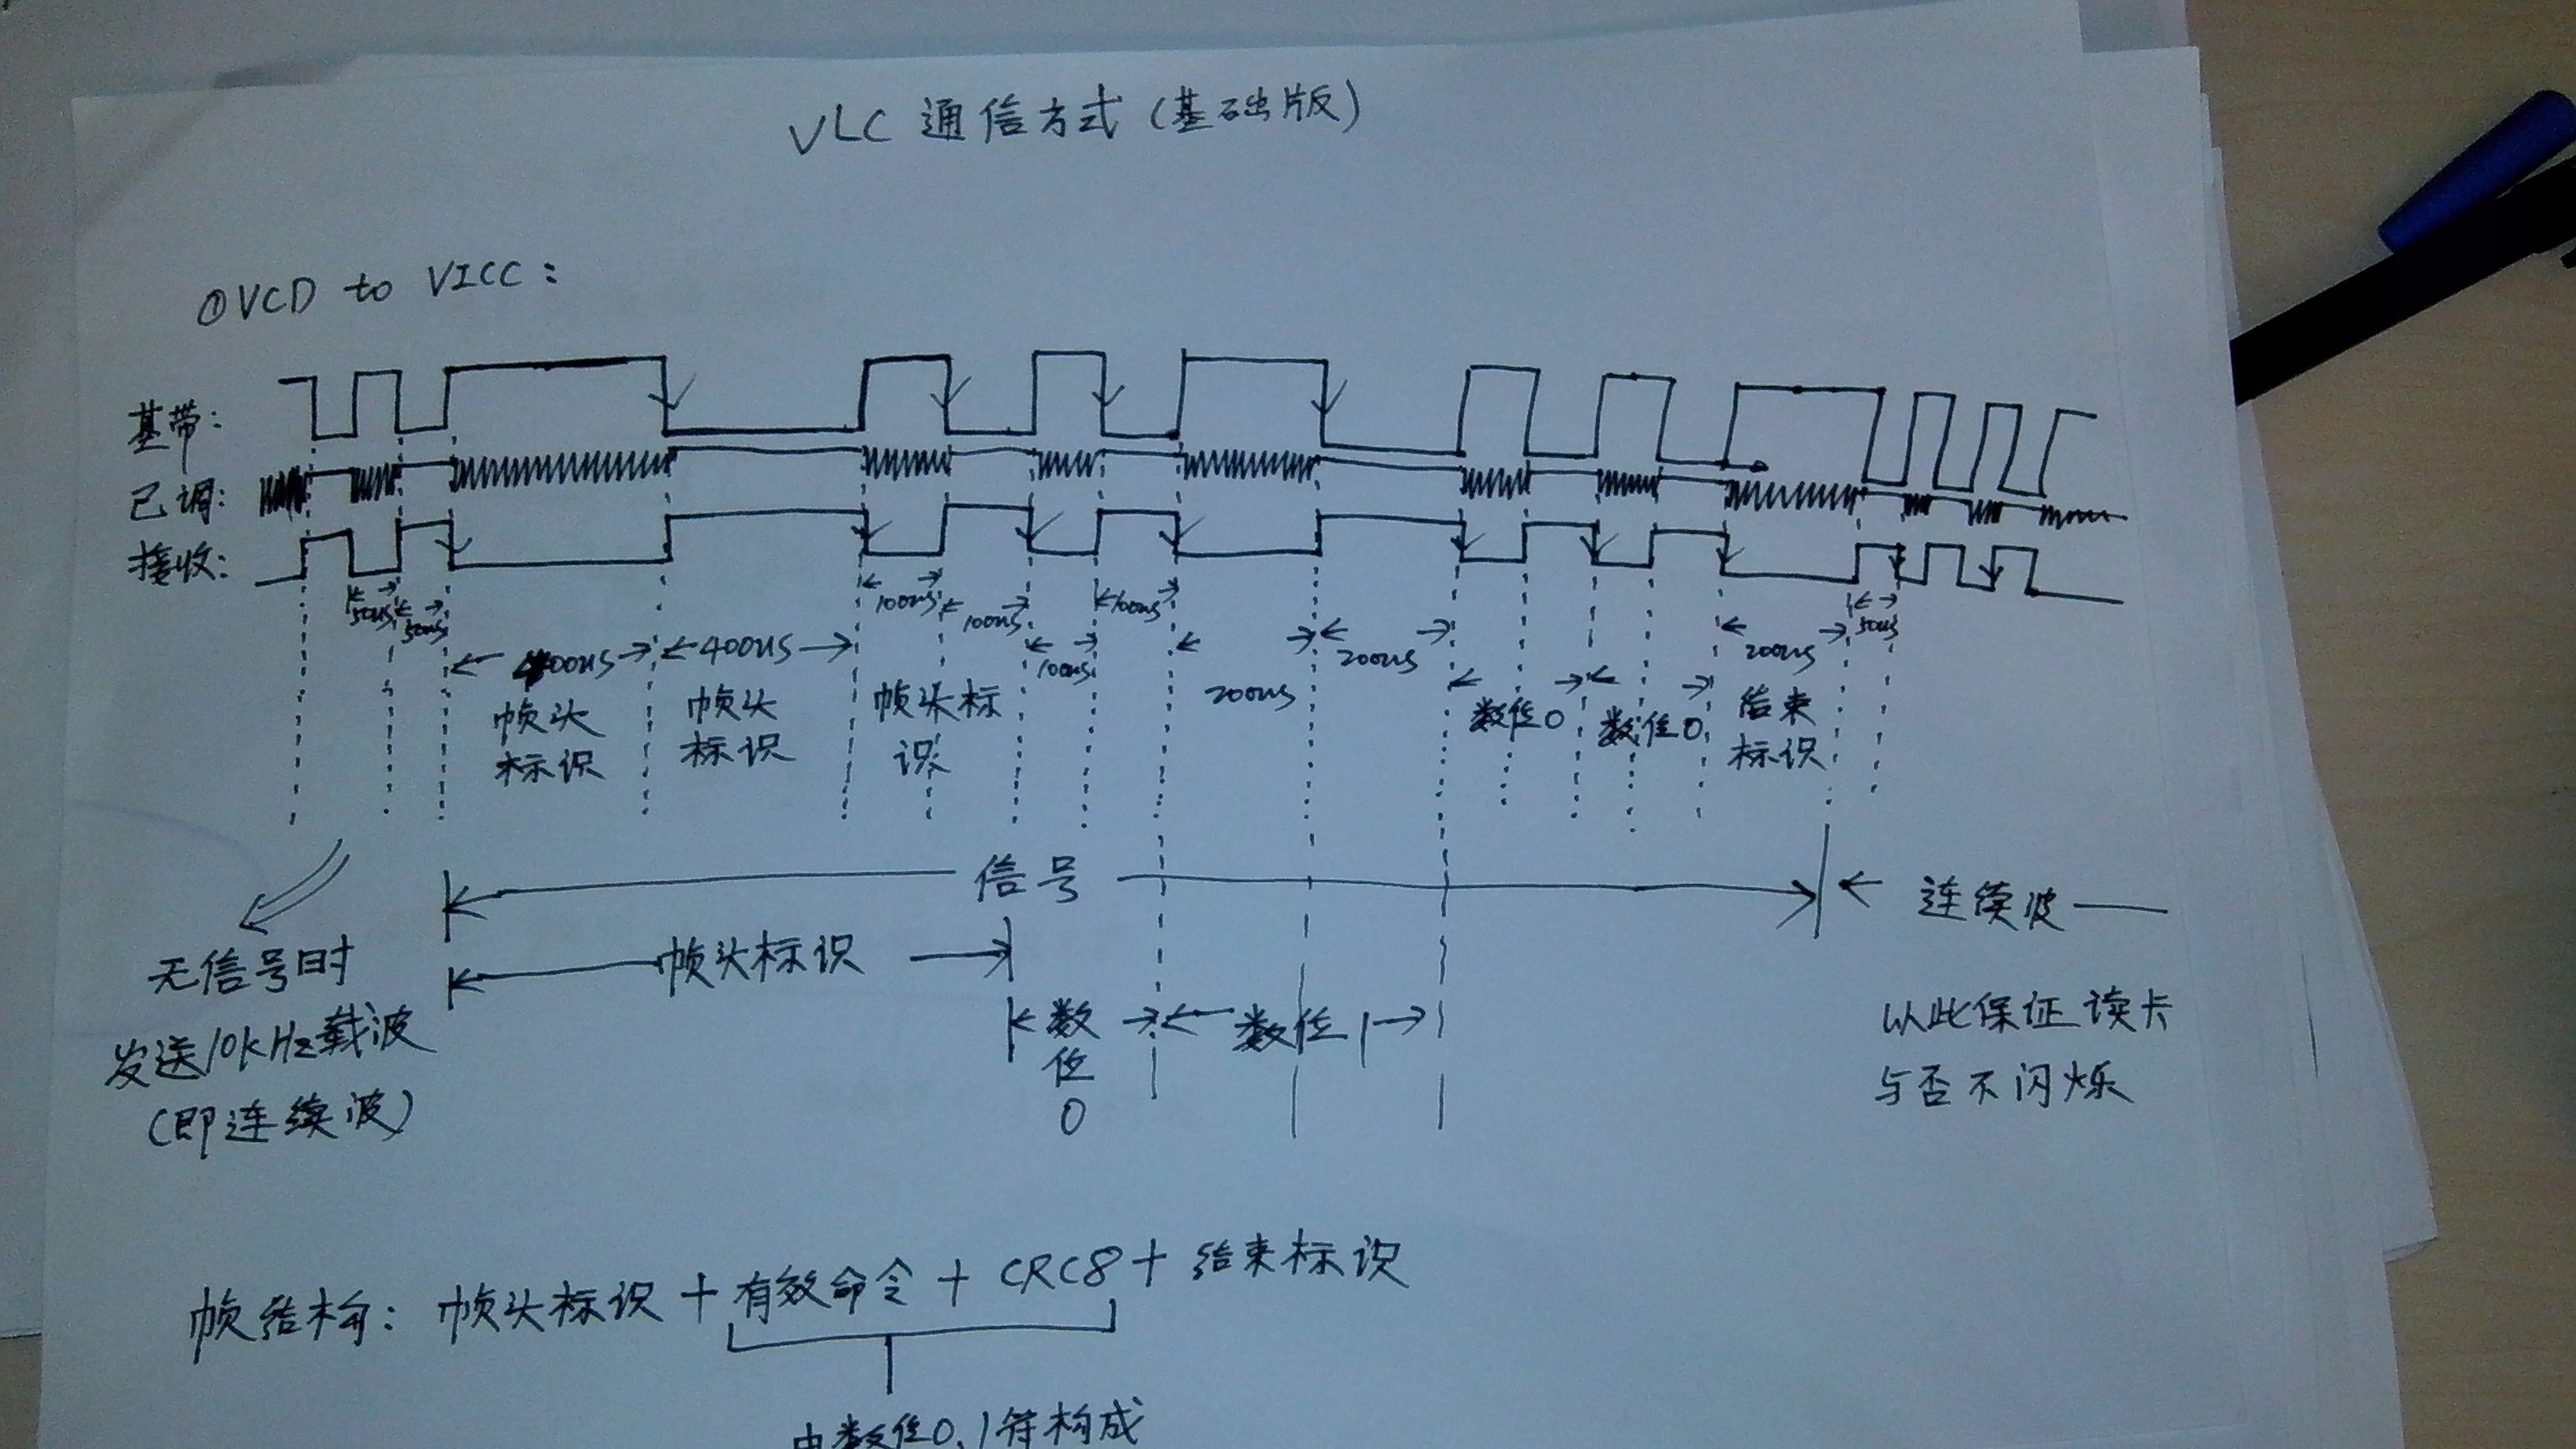 VLC 通信方式(基础版)
①VCD to VICC:
基带:
已调:
接收:
50us 50us 100us 100us 100us 100us 50us
400us 400us 200us 200us 200us
帧头 帧头 帧头标 数位0 数位0 结束
标识 标识 识 标识
信号 连续波
帧头标识
无信号时
发送10kHz载波
(即连续波)
数 数位1
位
0
以此保证读卡
与否不闪烁
帧结构: 帧头标识+有效命令+CRC8+结束标识
由数位0,1符构成